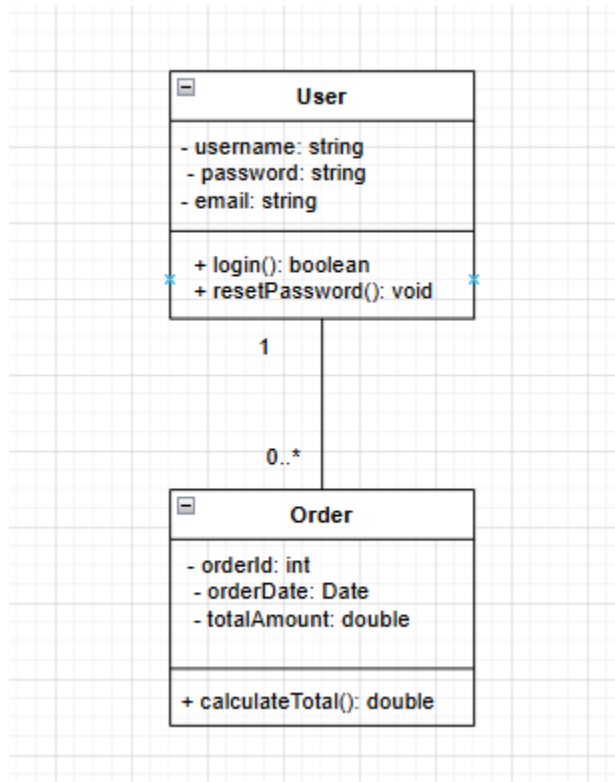 User
- username: string
- password: string
- email: string
+ login(): boolean
+ resetPassword(): void
1
0..*
Order
- orderId: int
- orderDate: Date
- totalAmount: double
+ calculateTotal(): double